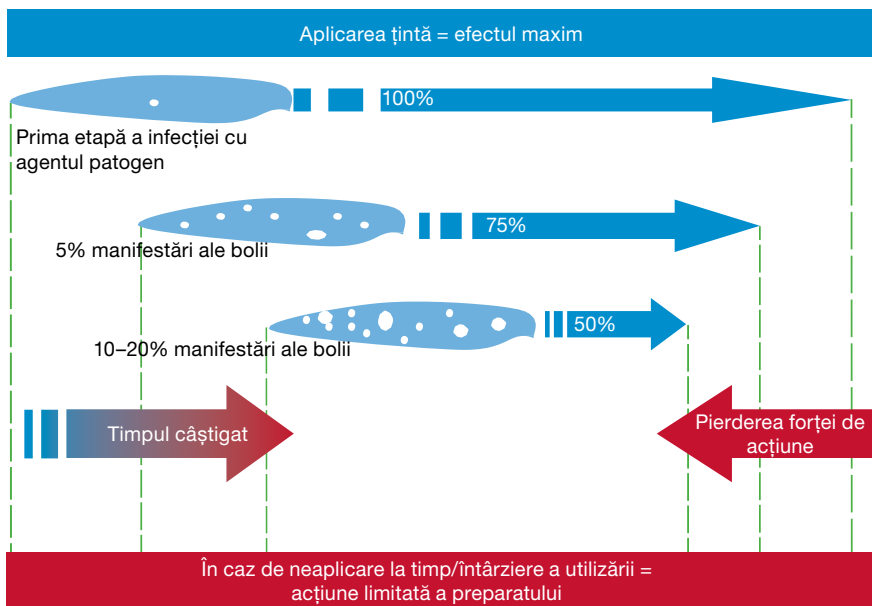 Aplicarea țintă = efectul maxim
100%
Prima etapă a infecției cu
agentul patogen
75%
5% manifestări ale bolii
50%
10–20% manifestări ale bolii
Timpul câștigat
Pierderea forței de
acțiune
În caz de neaplicare la timp/întârziere a utilizării =
acțiune limitată a preparatului